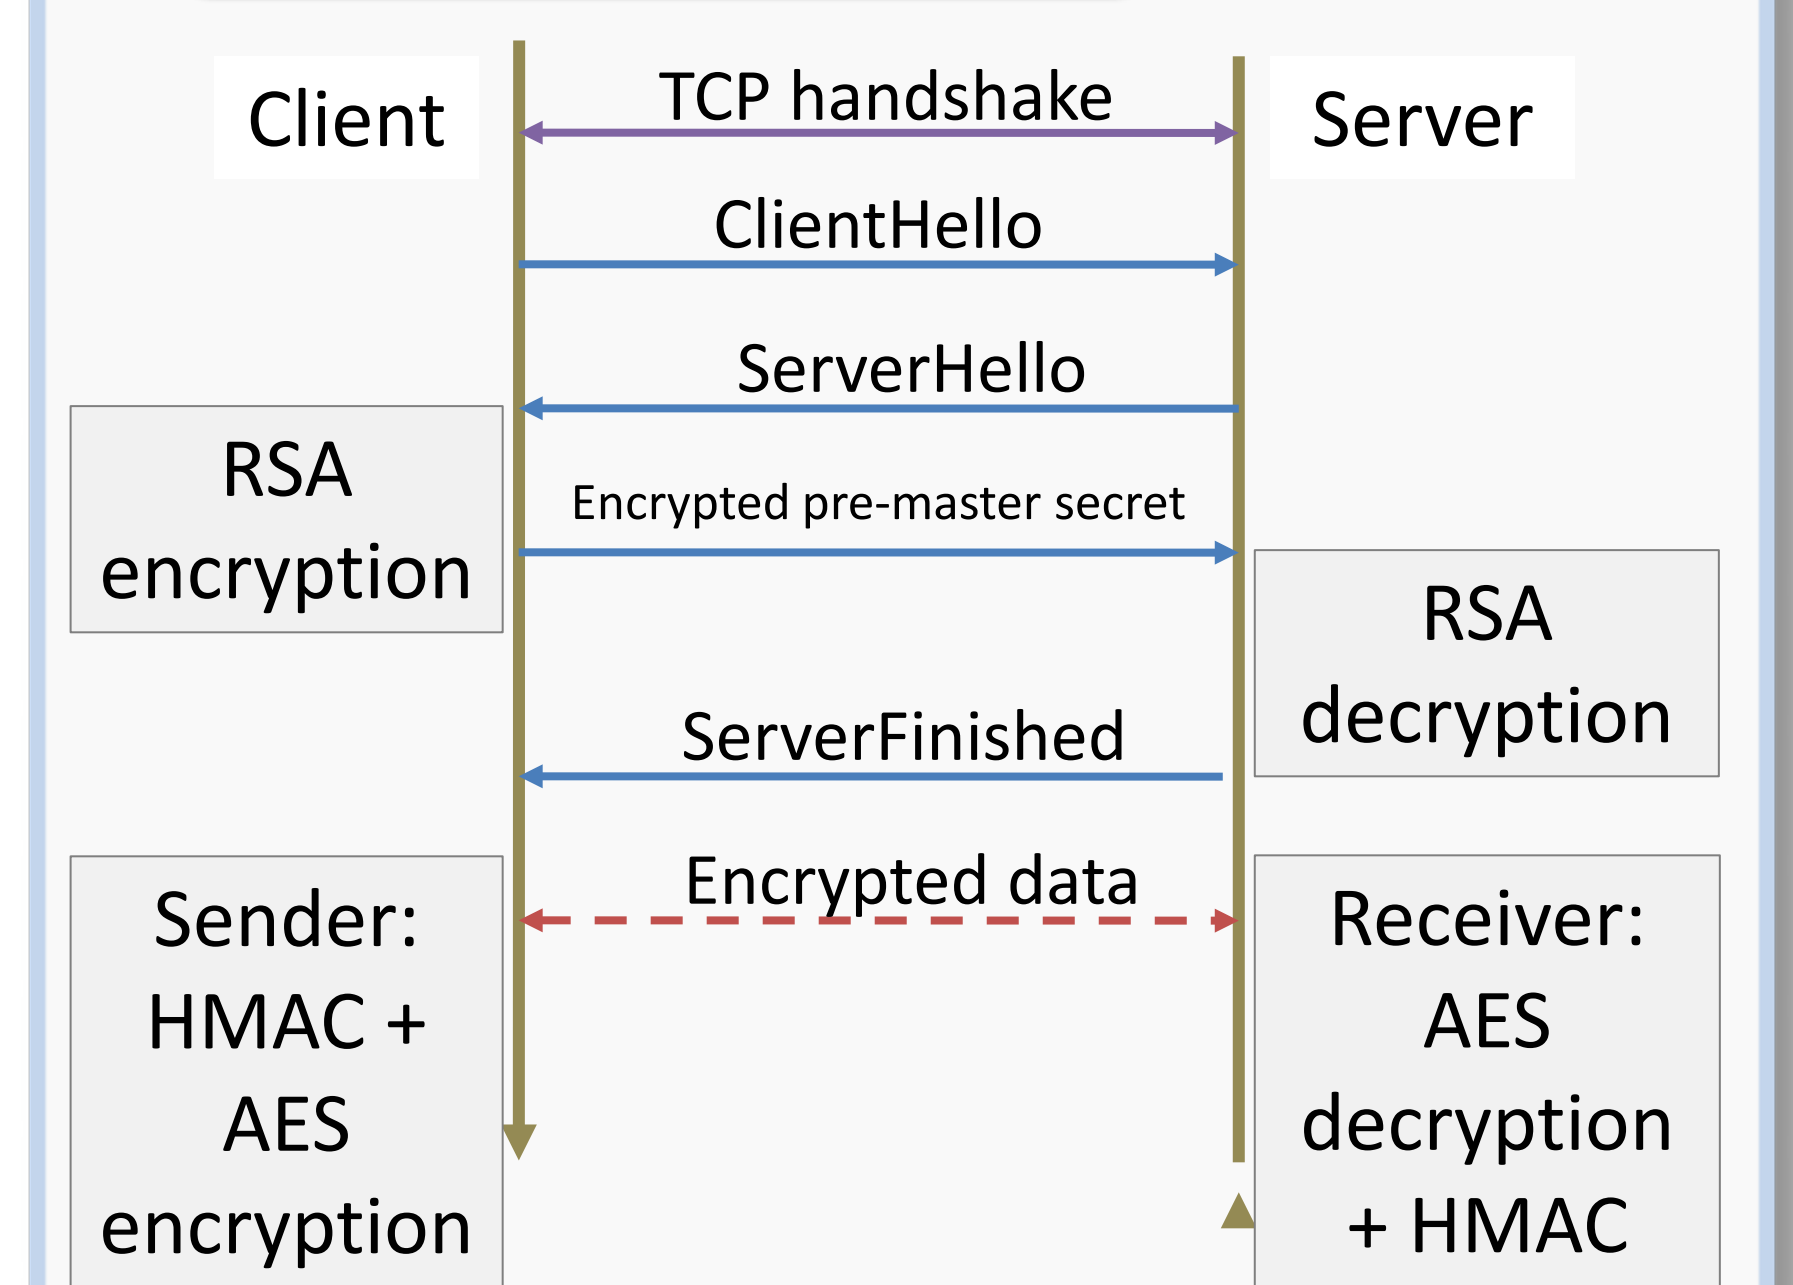 Client
TCP handshake
Server
ClientHello
ServerHello
RSA
encryption
Encrypted pre-master secret
RSA
decryption
ServerFinished
Encrypted data
Sender:
HMAC +
AES
encryption
Receiver:
AES
decryption
+ HMAC